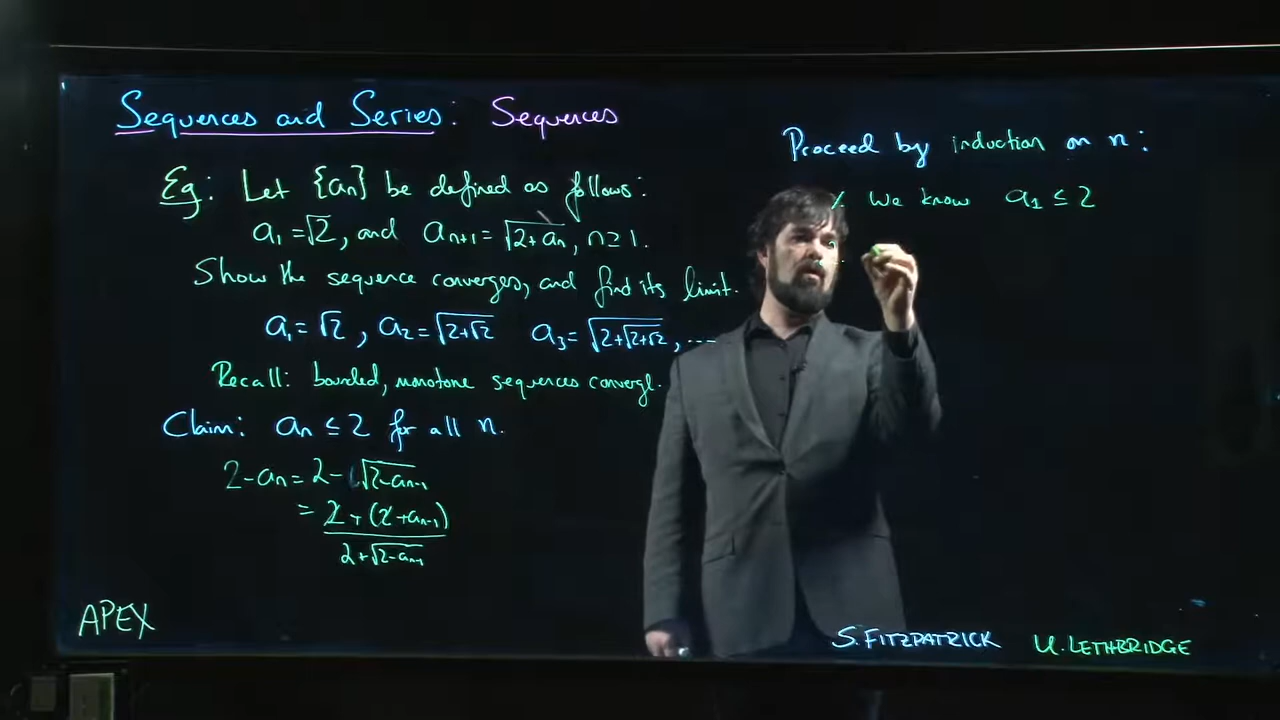 Sequences and Series: Sequences
Eg: Let {aₙ} be defined as follows:
a₁ = √2, and aₙ₊₁ = √(2+aₙ), n ≥ 1.
Show the sequence converges, and find its limit.
a₁ = √2, a₂ = √(2+√2) a₃ = √(2+√(2+√2)), ...
Recall: bounded, monotone sequences converge.
Claim: aₙ ≤ 2 for all n.
2-aₙ = 2-√(2-aₙ₋₁)
= (2+(2+aₙ₋₁))/(2+√(2-aₙ₋₁))
APEX
Proceed by induction on n:
We know a₁ ≤ 2
S. FITZPATRICK U. LETHBRIDGE